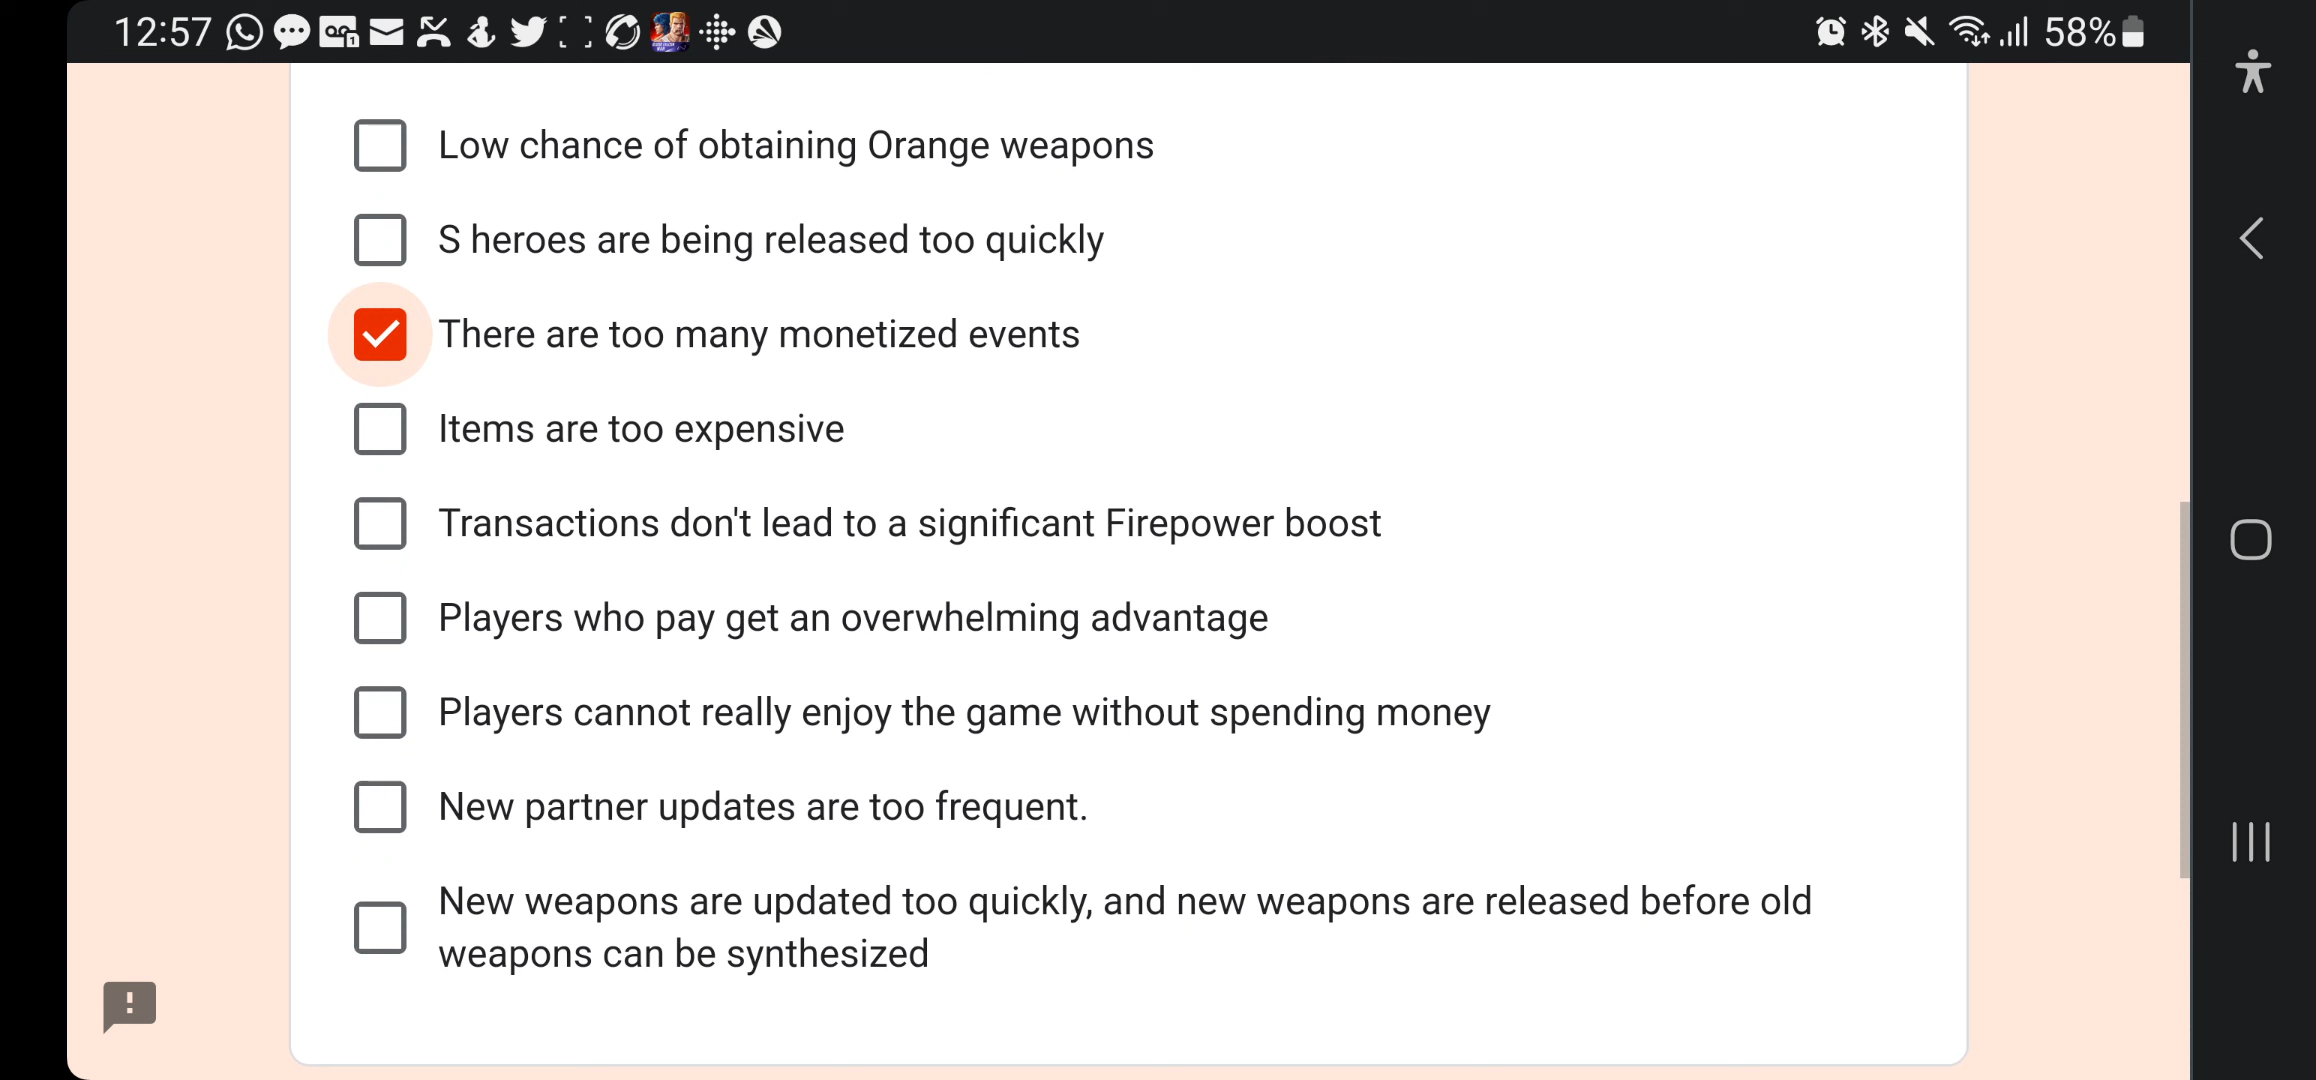 12:57
58%
Low chance of obtaining Orange weapons
S heroes are being released too quickly
There are too many monetized events
Items are too expensive
Transactions don't lead to a significant Firepower boost
Players who pay get an overwhelming advantage
Players cannot really enjoy the game without spending money
New partner updates are too frequent.
New weapons are updated too quickly, and new weapons are released before old
weapons can be synthesized